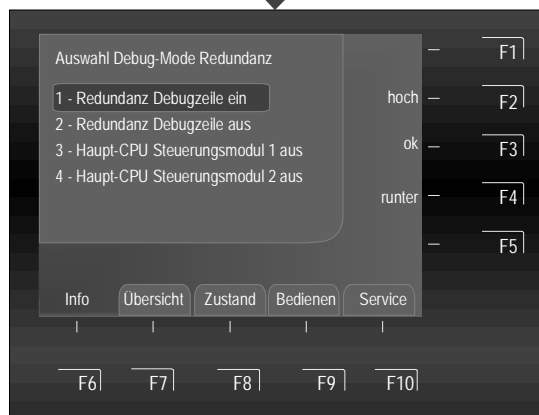 F1
Auswahl Debug-Mode Redundanz
1 - Redundanz Debugzeile ein
hoch
F2
2 - Redundanz Debugzeile aus
3 - Haupt-CPU Steuerungsmodul 1 aus
ok
F3
4 - Haupt-CPU Steuerungsmodul 2 aus
runter
F4
F5
Info Übersicht Zustand Bedienen Service
F6 F7 F8 F9 F10